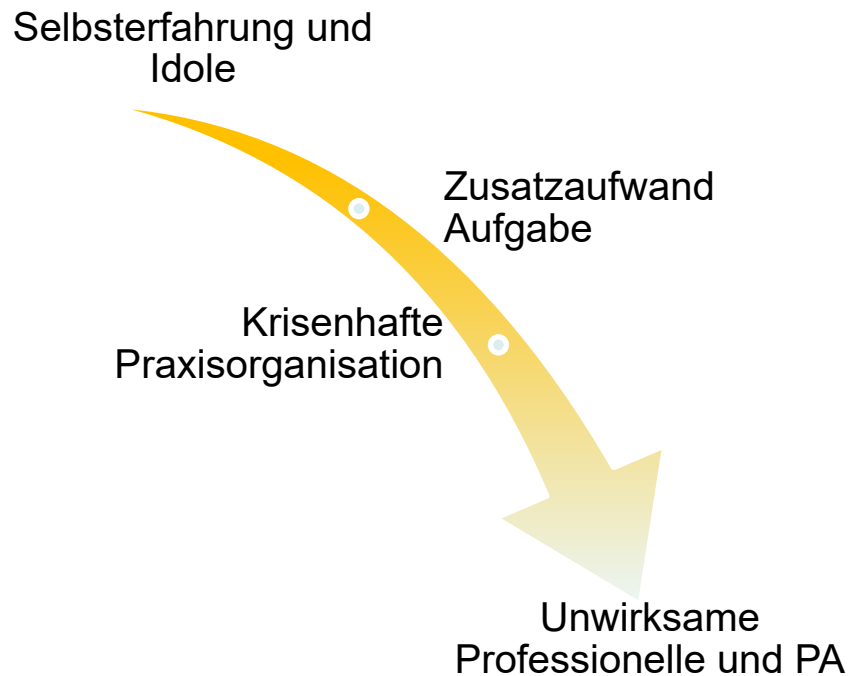 Selbsterfahrung und
Idole
Zusatzaufwand
Aufgabe
Krisenhafte
Praxisorganisation
Unwirksame
Professionelle und PA